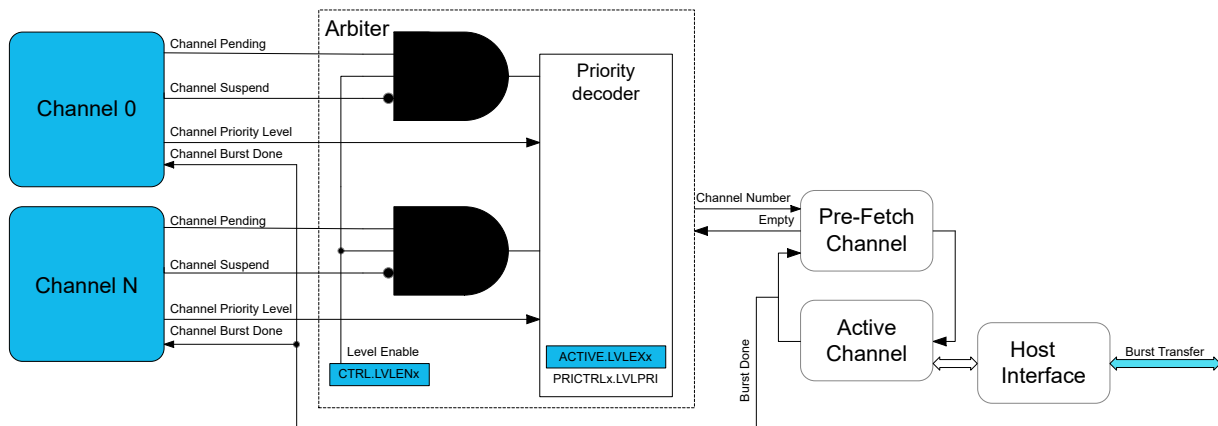 Arbiter
Channel 0
Channel Pending
Channel Suspend
Channel Priority Level
Channel Burst Done
Priority
decoder
Channel N
Channel Pending
Channel Suspend
Channel Priority Level
Channel Burst Done
Level Enable
CTRL.LVLENx
ACTIVE.LVLEXx
PRICTRLx.LVLPRI
Channel Number
Empty
Pre-Fetch
Channel
Active
Channel
Burst Done
Host
Interface
Burst Transfer